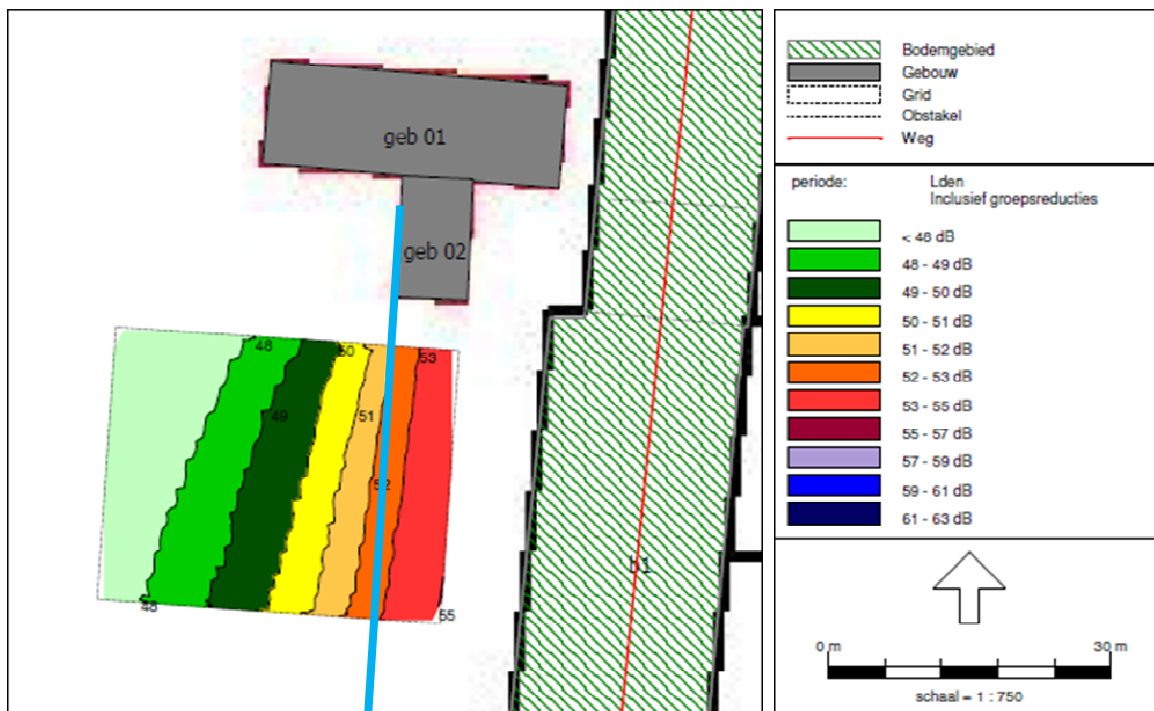 geb 01
geb 02
48
50
53
49
51
52
48
55
b1
Bodemgebied
Gebouw
Grid
Obstakel
Weg
periode: Lden
Inclusief groepsreducties
< 48 dB
48 - 49 dB
49 - 50 dB
50 - 51 dB
51 - 52 dB
52 - 53 dB
53 - 55 dB
55 - 57 dB
57 - 59 dB
59 - 61 dB
61 - 63 dB
0 m 30 m
schaal = 1 : 750